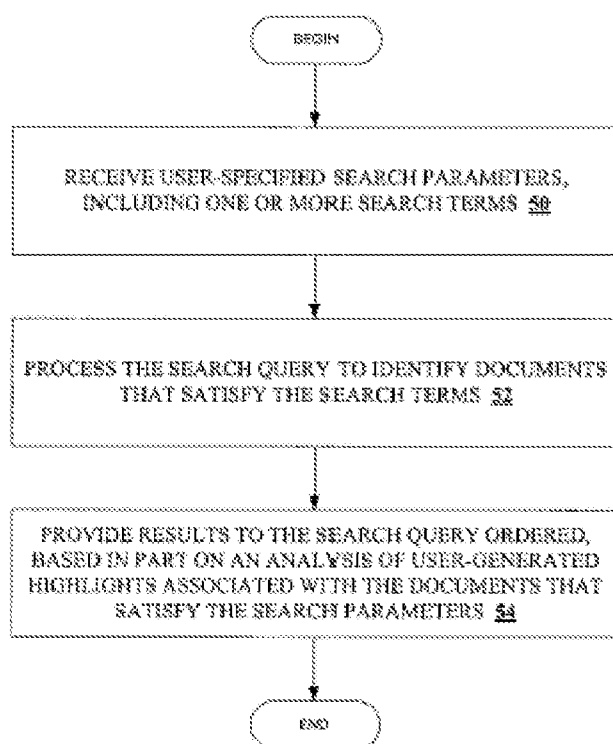 BEGIN
RECEIVE USER-SPECIFIED SEARCH PARAMETERS,
INCLUDING ONE OR MORE SEARCH TERMS 50
PROCESS THE SEARCH QUERY TO IDENTIFY DOCUMENTS
THAT SATISFY THE SEARCH TERMS 52
PROVIDE RESULTS TO THE SEARCH QUERY ORDERED,
BASED IN PART ON AN ANALYSIS OF USER-GENERATED
HIGHLIGHTS ASSOCIATED WITH THE DOCUMENTS THAT
SATISFY THE SEARCH PARAMETERS 54
END